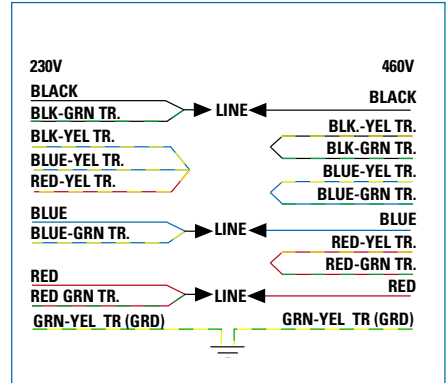 230V
460V
BLACK
BLK-GRN TR.
LINE
BLACK
BLK-YEL TR.
BLUE-YEL TR.
RED-YEL TR.
BLK.-YEL TR.
BLK-GRN TR.
BLUE-YEL TR.
BLUE-GRN TR.
BLUE
BLUE-GRN TR.
LINE
BLUE
RED-YEL TR.
RED-GRN TR.
RED
RED GRN TR.
LINE
RED
GRN-YEL TR (GRD)
GRN-YEL TR (GRD)